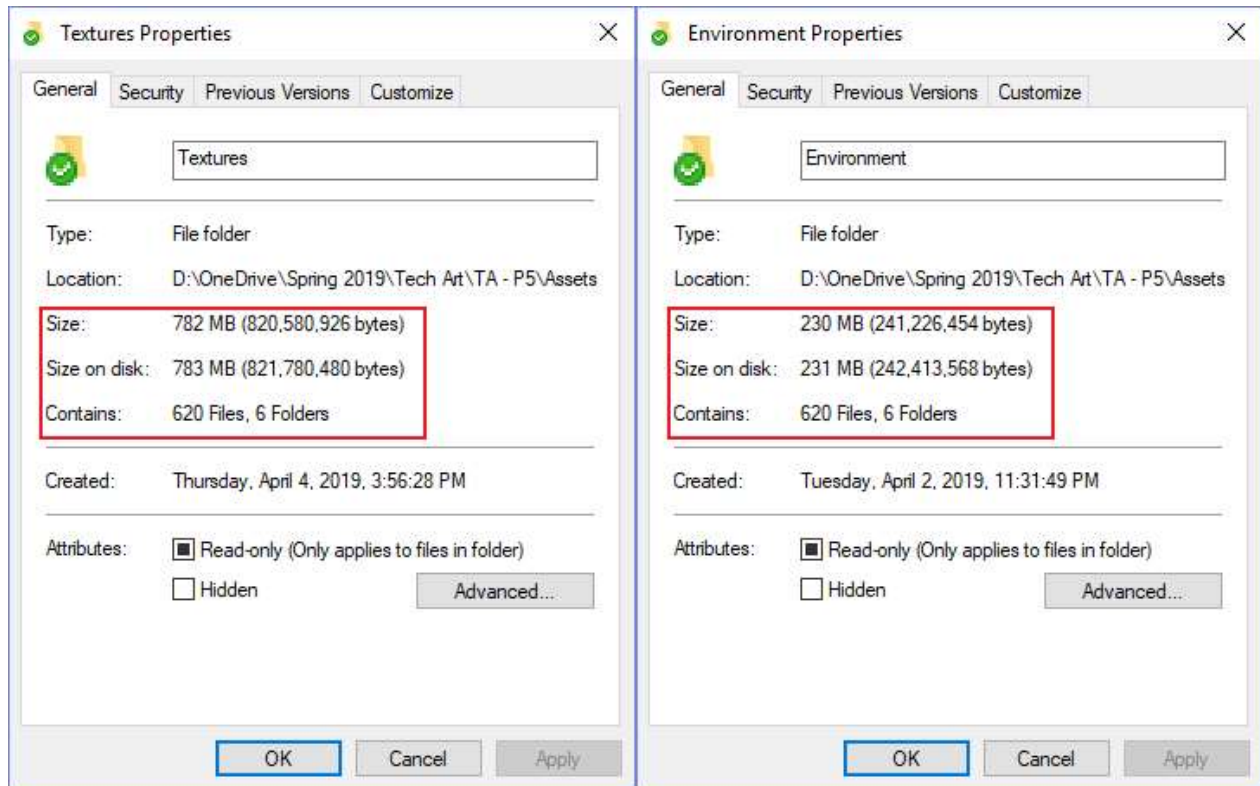 Textures Properties
General Security Previous Versions Customize
Textures
Type: File folder
Location: D:\OneDrive\Spring 2019\Tech Art\TA - P5\Assets
Size: 782 MB (820,580,926 bytes)
Size on disk: 783 MB (821,780,480 bytes)
Contains: 620 Files, 6 Folders
Created: Thursday, April 4, 2019, 3:56:28 PM
Attributes: Read-only (Only applies to files in folder)
Hidden Advanced...
OK Cancel Apply
Environment Properties
General Security Previous Versions Customize
Environment
Type: File folder
Location: D:\OneDrive\Spring 2019\Tech Art\TA - P5\Assets
Size: 230 MB (241,226,454 bytes)
Size on disk: 231 MB (242,413,568 bytes)
Contains: 620 Files, 6 Folders
Created: Tuesday, April 2, 2019, 11:31:49 PM
Attributes: Read-only (Only applies to files in folder)
Hidden Advanced...
OK Cancel Apply